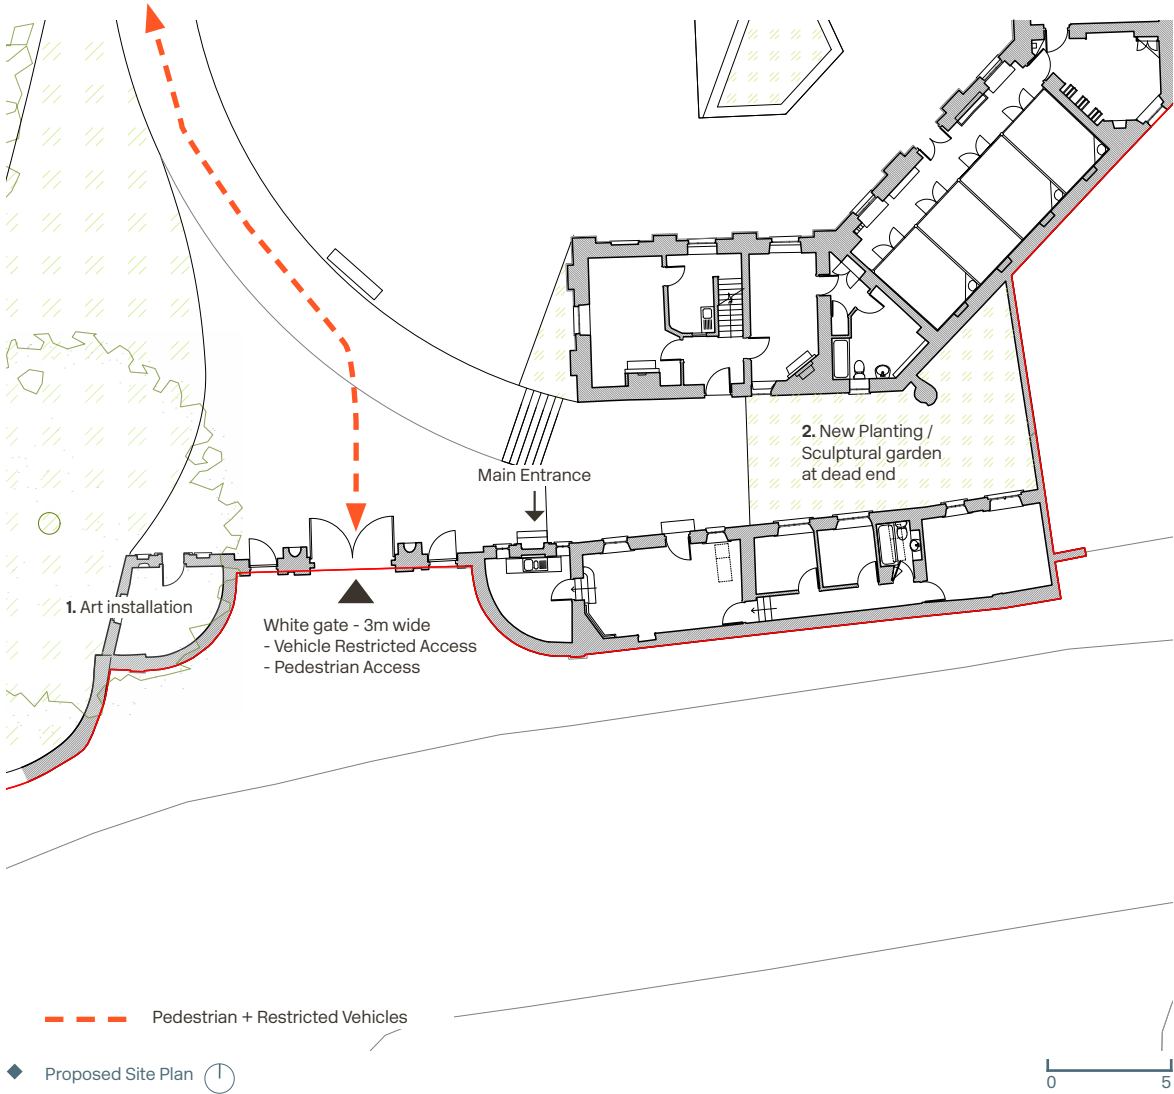 2. New Planting /
Sculptural garden
at dead end
Main Entrance
1. Art installation
White gate - 3m wide
- Vehicle Restricted Access
- Pedestrian Access
Pedestrian + Restricted Vehicles
Proposed Site Plan
0 5